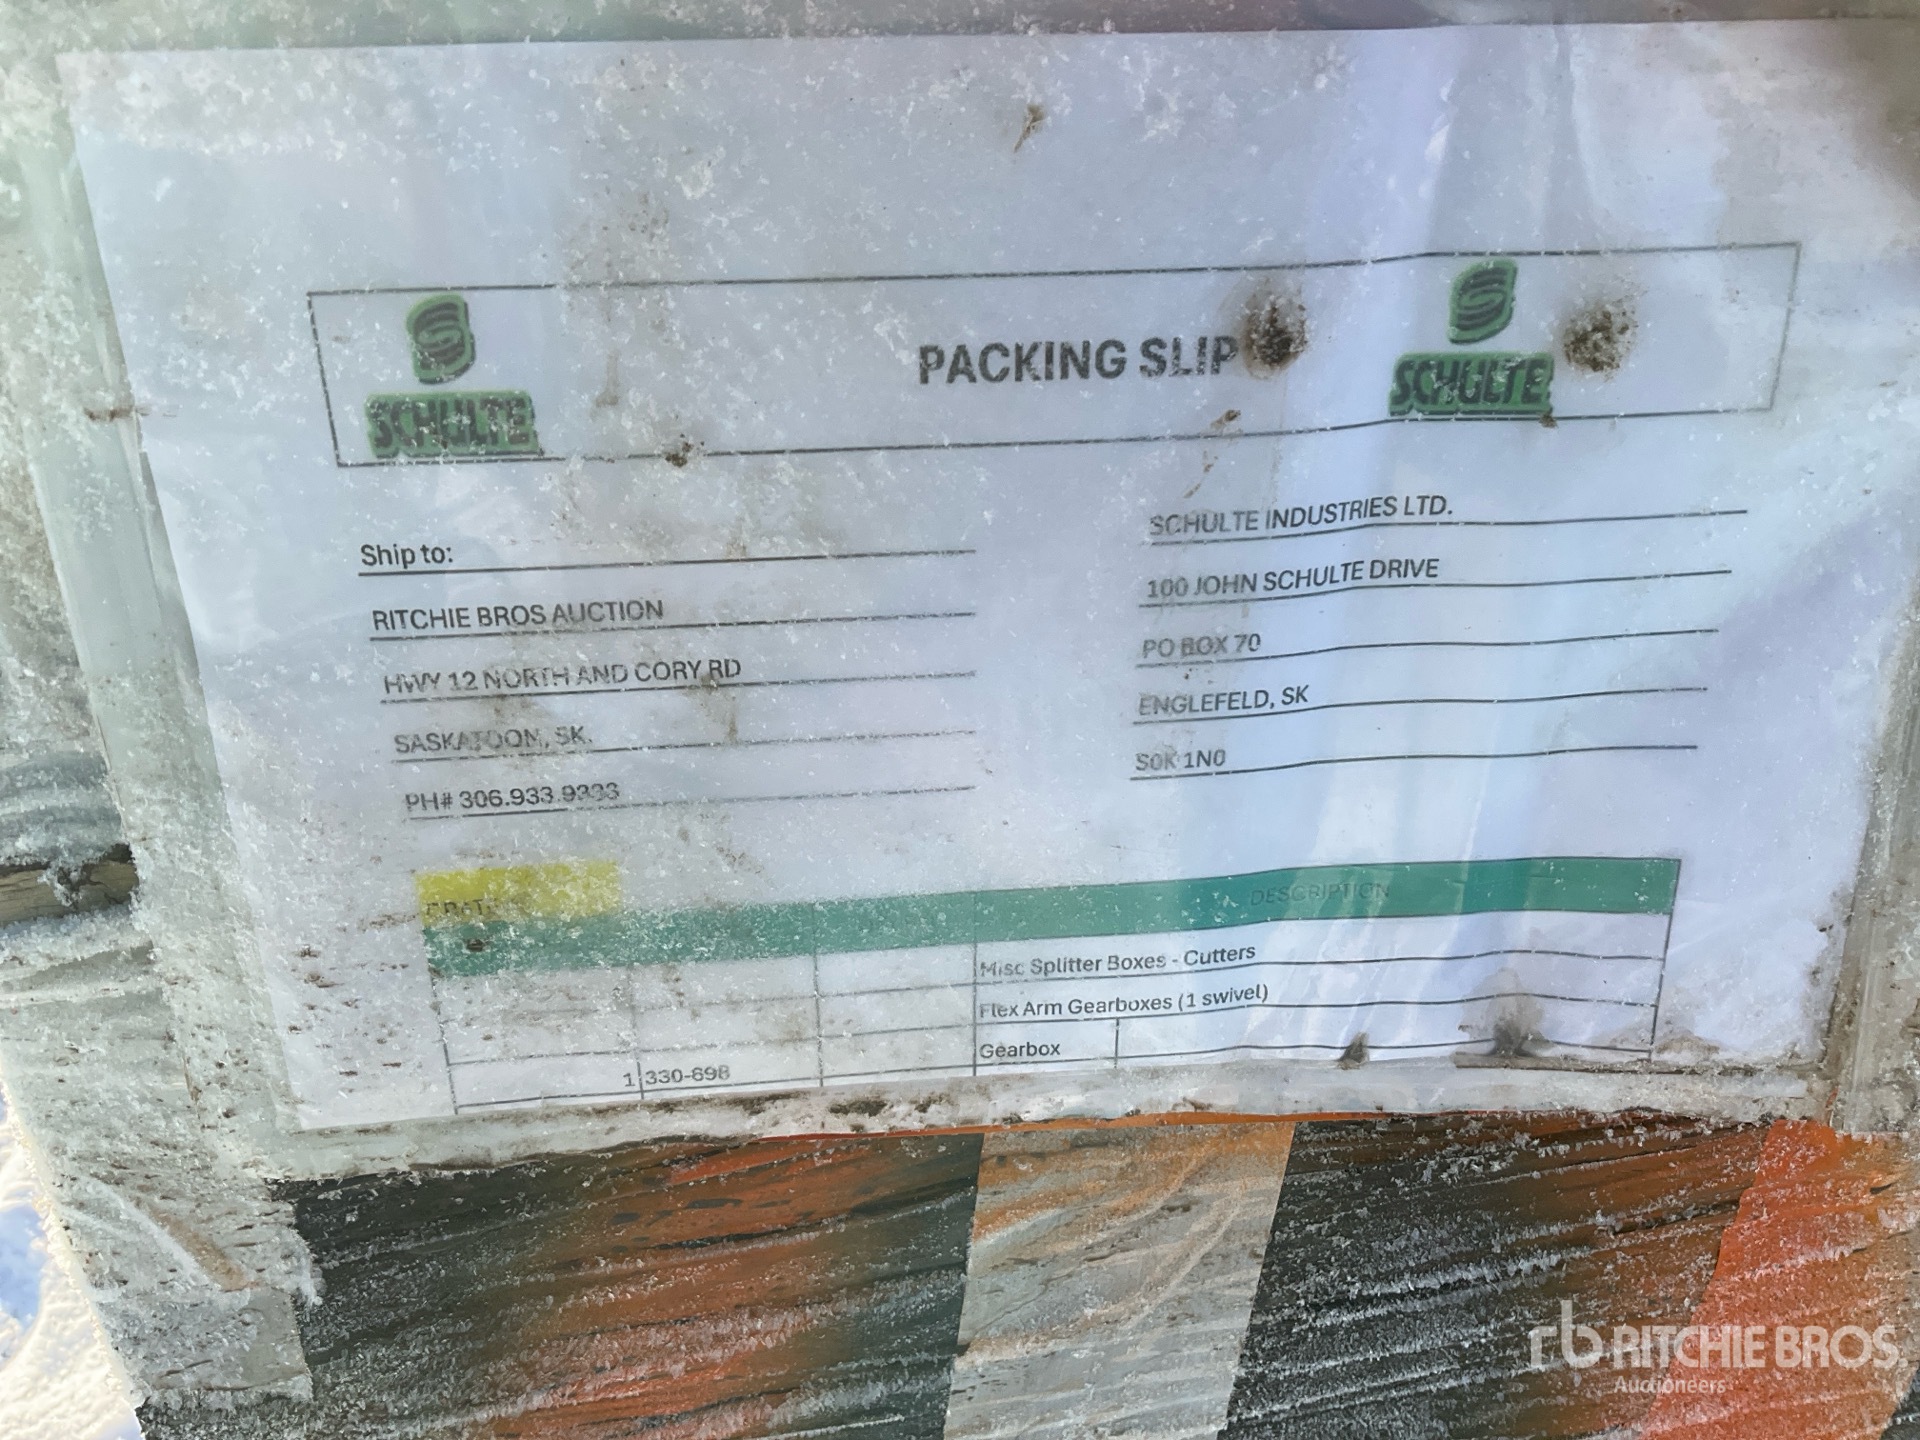 SCHULTE
PACKING SLIP
SCHULTE
Ship to:
RITCHIE BROS AUCTION
HWY 12 NORTH AND CORY RD
SASKATOON, SK.
PH# 306.933.9333
SCHULTE INDUSTRIES LTD.
100 JOHN SCHULTE DRIVE
PO BOX 70
ENGLEFELD, SK
S0K 1N0
DESCRIPTION
Misc Splitter Boxes - Cutters
Flex Arm Gearboxes (1 swivel)
1 330-698 Gearbox
rb RITCHIE BROS.
Auctioneers